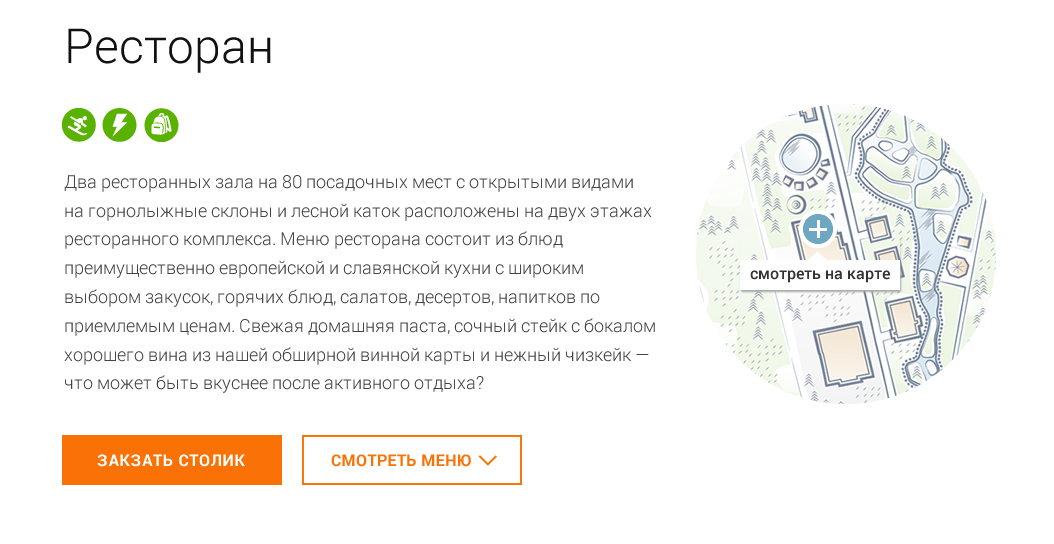 Ресторан
Два ресторанных зала на 80 посадочных мест с открытыми видами
на горнолыжные склоны и лесной каток расположены на двух этажах
ресторанного комплекса. Меню ресторана состоит из блюд
преимущественно европейской и славянской кухни с широким
выбором закусок, горячих блюд, салатов, десертов, напитков по
приемлемым ценам. Свежая домашняя паста, сочный стейк с бокалом
хорошего вина из нашей обширной винной карты и нежный чизкейк —
что может быть вкуснее после активного отдыха?
смотреть на карте
ЗАКЗАТЬ СТОЛИК
СМОТРЕТЬ МЕНЮ